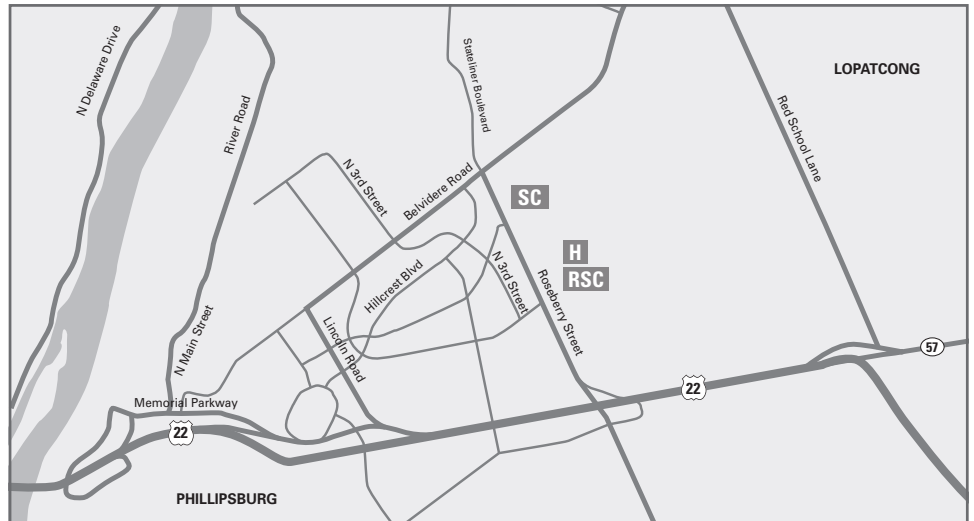 N Delaware Drive
River Road
Stateliner Boulevard
LOPATCONG
Red School Lane
N 3rd Street
Belvidere Road
SC
H
RSC
Hillcrest Blvd
N 3rd Street
Roseberry Street
Lincoln Road
N Main Street
57
22
Memorial Parkway
22
PHILLIPSBURG